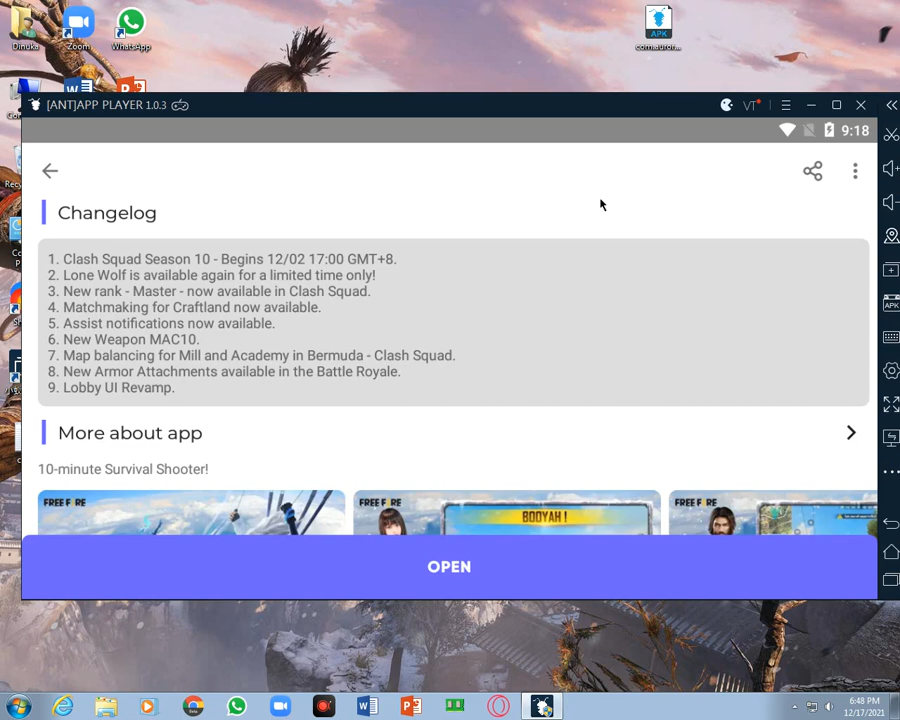 Dinuka
Zoom
WhatsApp
com.auror...
[ANT]APP PLAYER 1.0.3
VT
9:18
Changelog
1. Clash Squad Season 10 - Begins 12/02 17:00 GMT+8.
2. Lone Wolf is available again for a limited time only!
3. New rank - Master - now available in Clash Squad.
4. Matchmaking for Craftland now available.
5. Assist notifications now available.
6. New Weapon MAC10.
7. Map balancing for Mill and Academy in Bermuda - Clash Squad.
8. New Armor Attachments available in the Battle Royale.
9. Lobby UI Revamp.
More about app
10-minute Survival Shooter!
FREE FIRE
FREE FIRE
BOOYAH !
FREE FIRE
OPEN
APK
APK
6:48 PM
12/17/2021